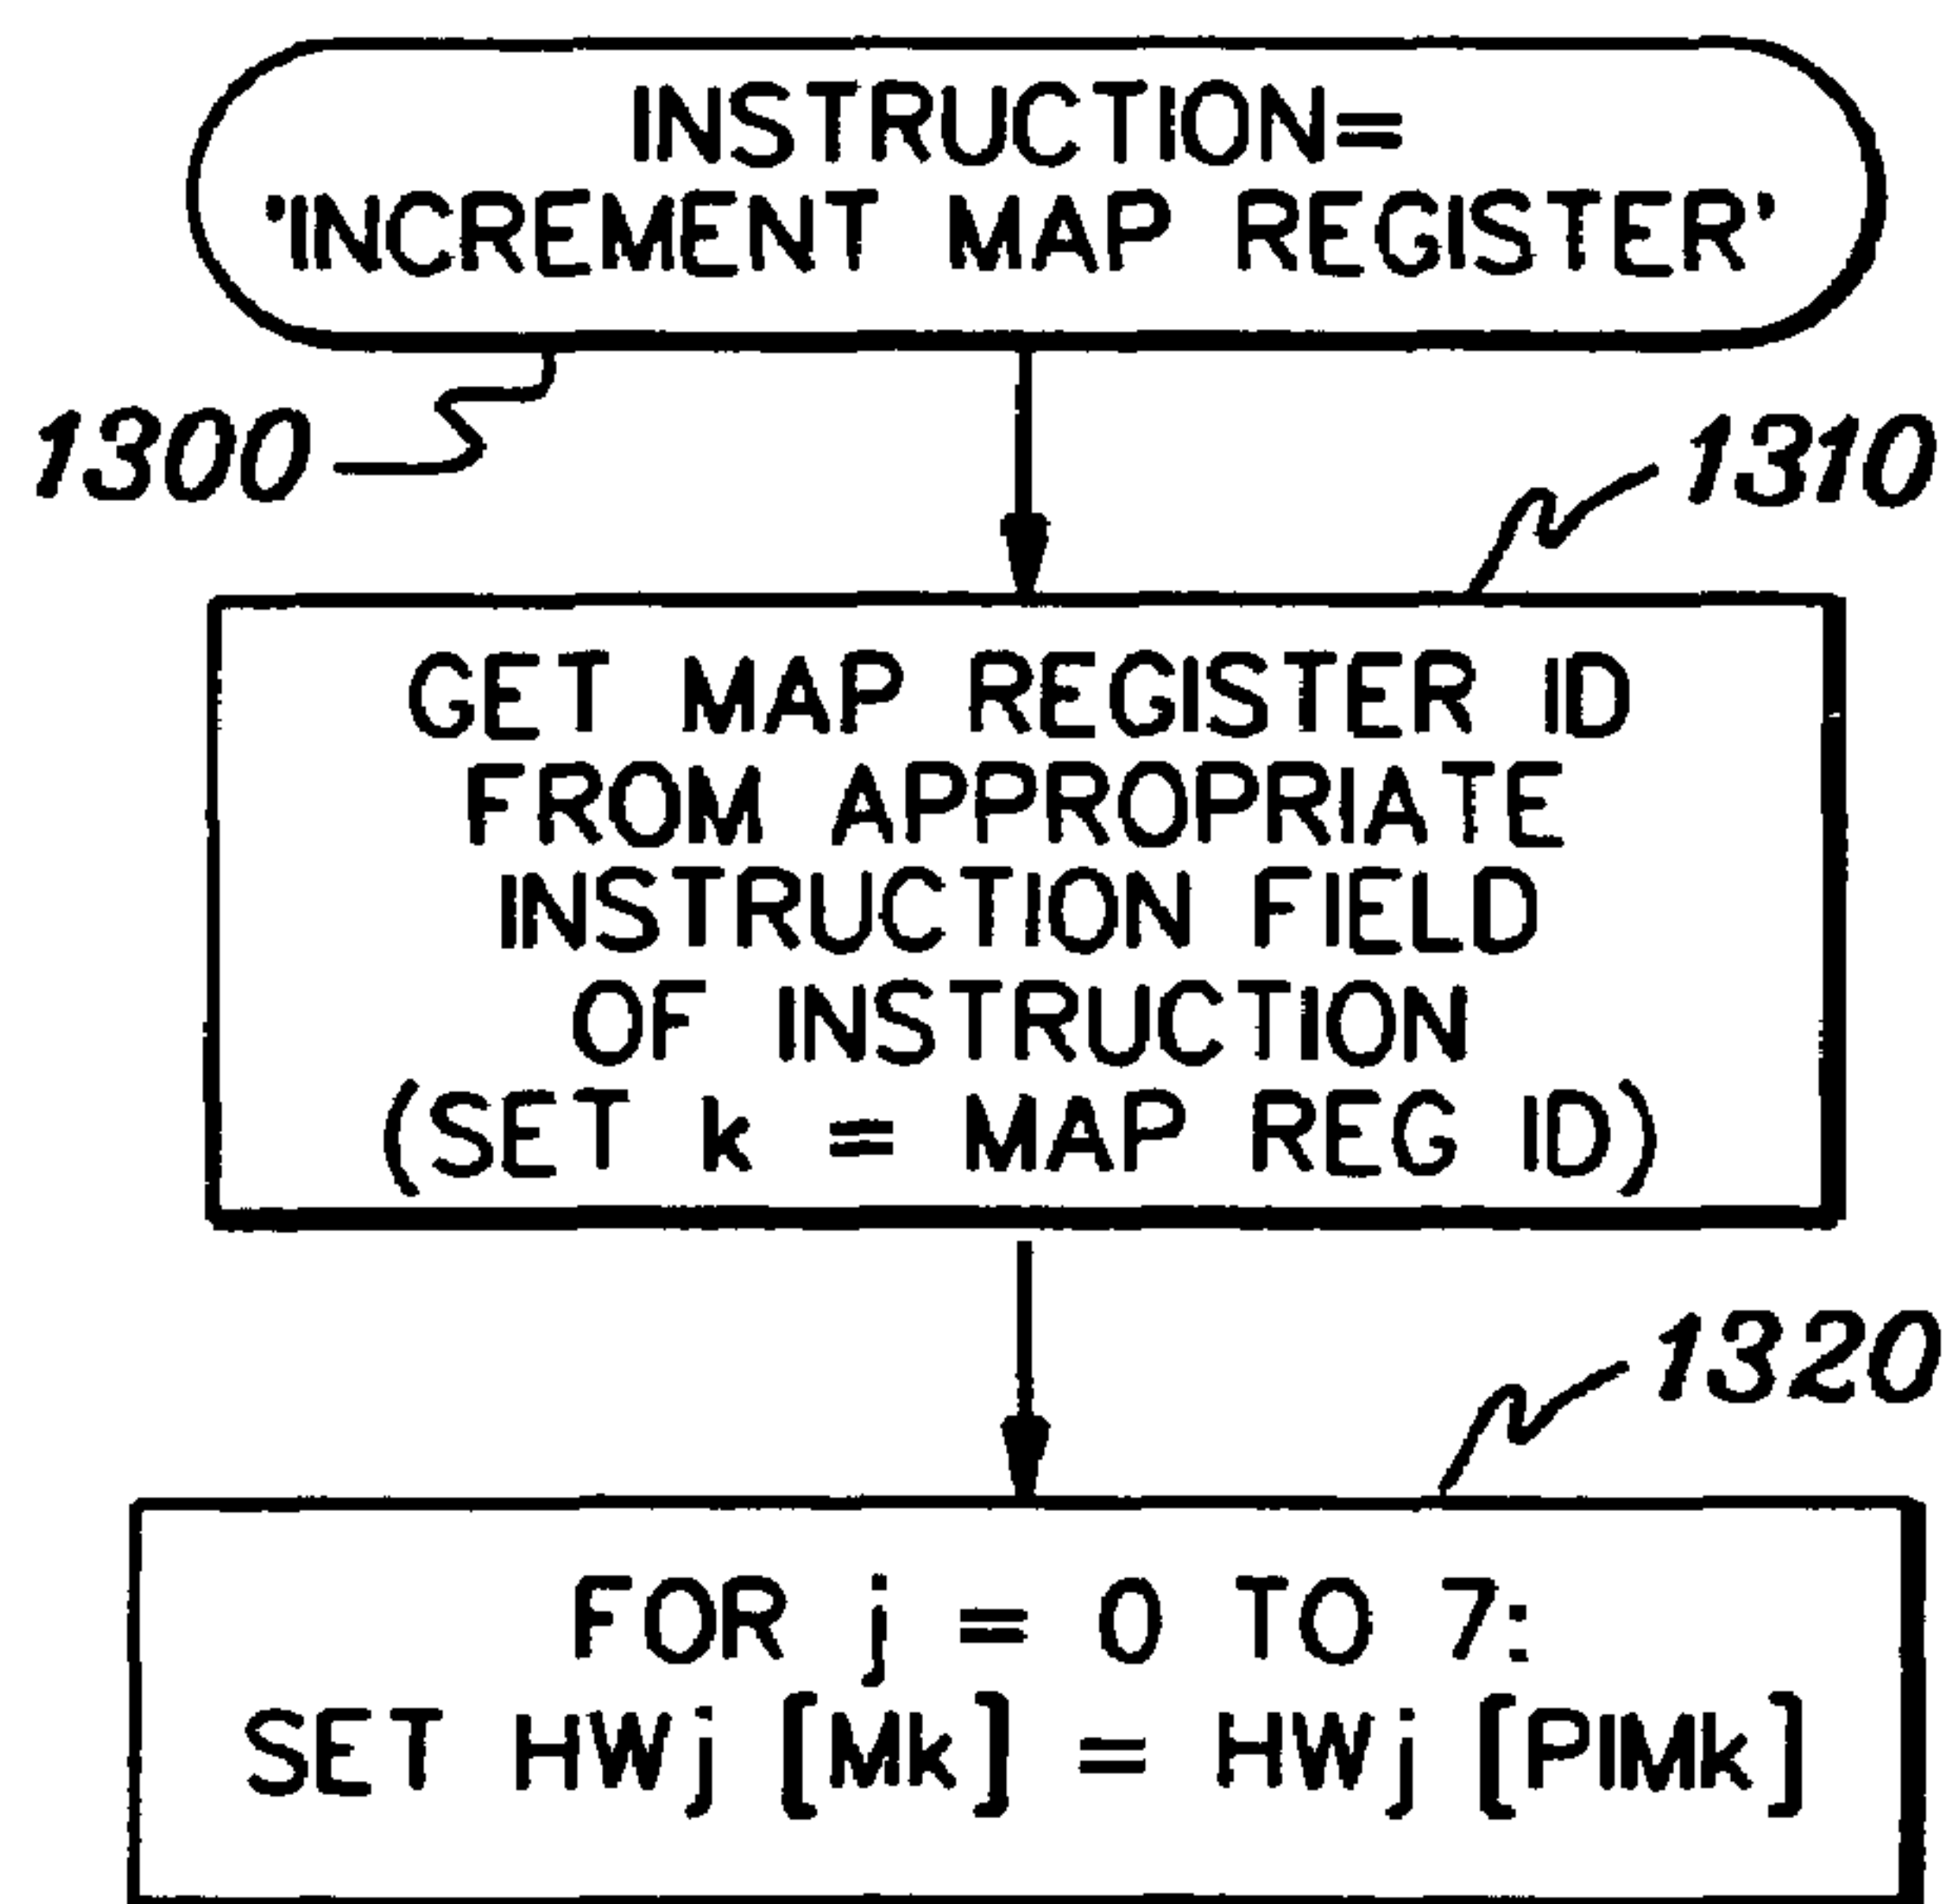 INSTRUCTION=
'INCREMENT MAP REGISTER'
1300
1310
GET MAP REGISTER ID
FROM APPROPRIATE
INSTRUCTION FIELD
OF INSTRUCTION
(SET k = MAP REG ID)
1320
FOR j = 0 TO 7:
SET HWj [Mk] = HWj [PIMk]